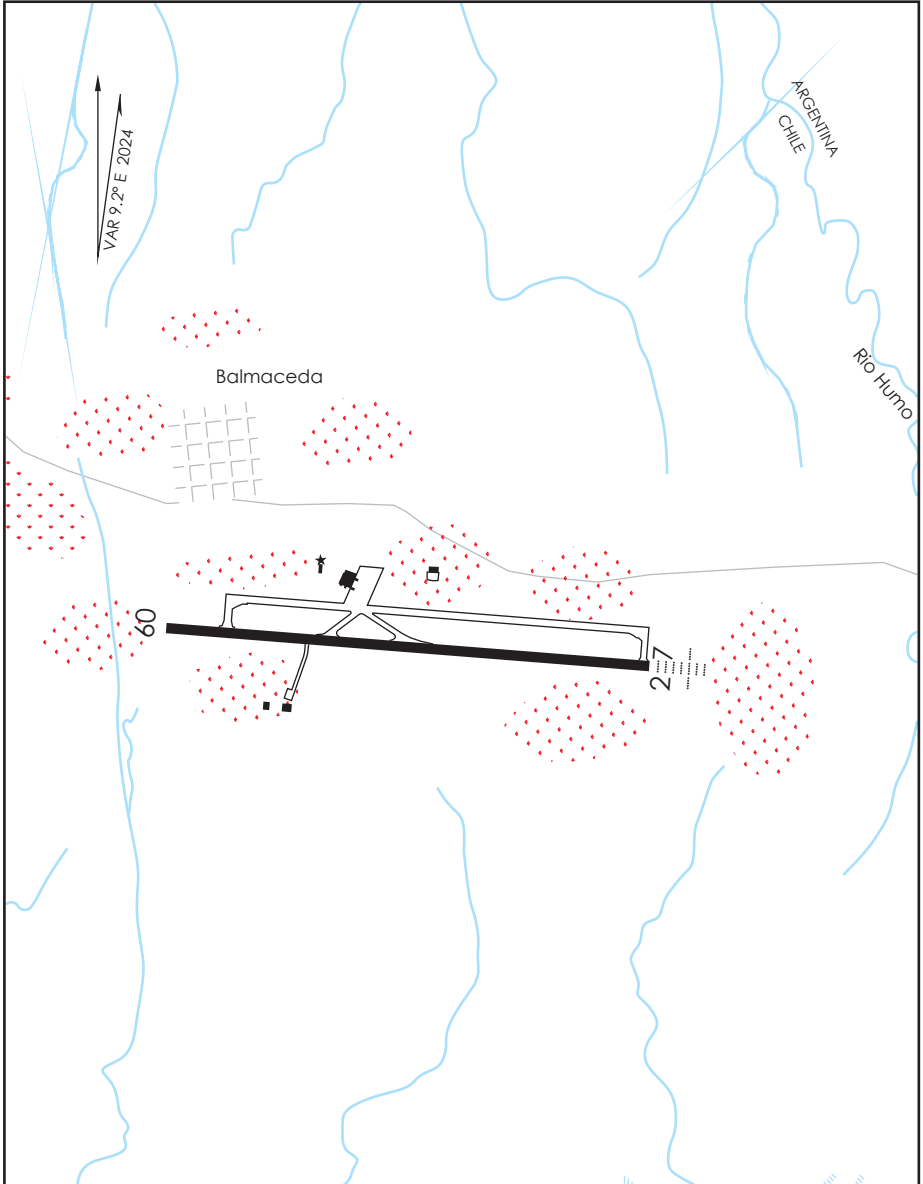 VAR 9.2° E 2024
ARGENTINA
CHILE
Rio Humo
Balmaceda
09
27